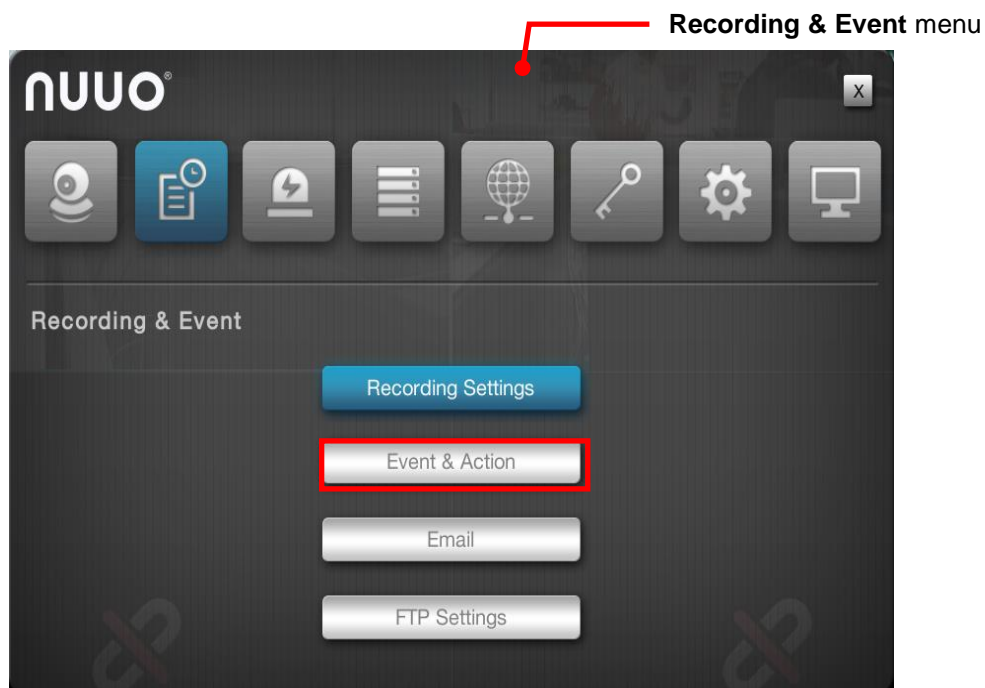 Recording & Event menu
nuuo®
X
Recording & Event
Recording Settings
Event & Action
Email
FTP Settings